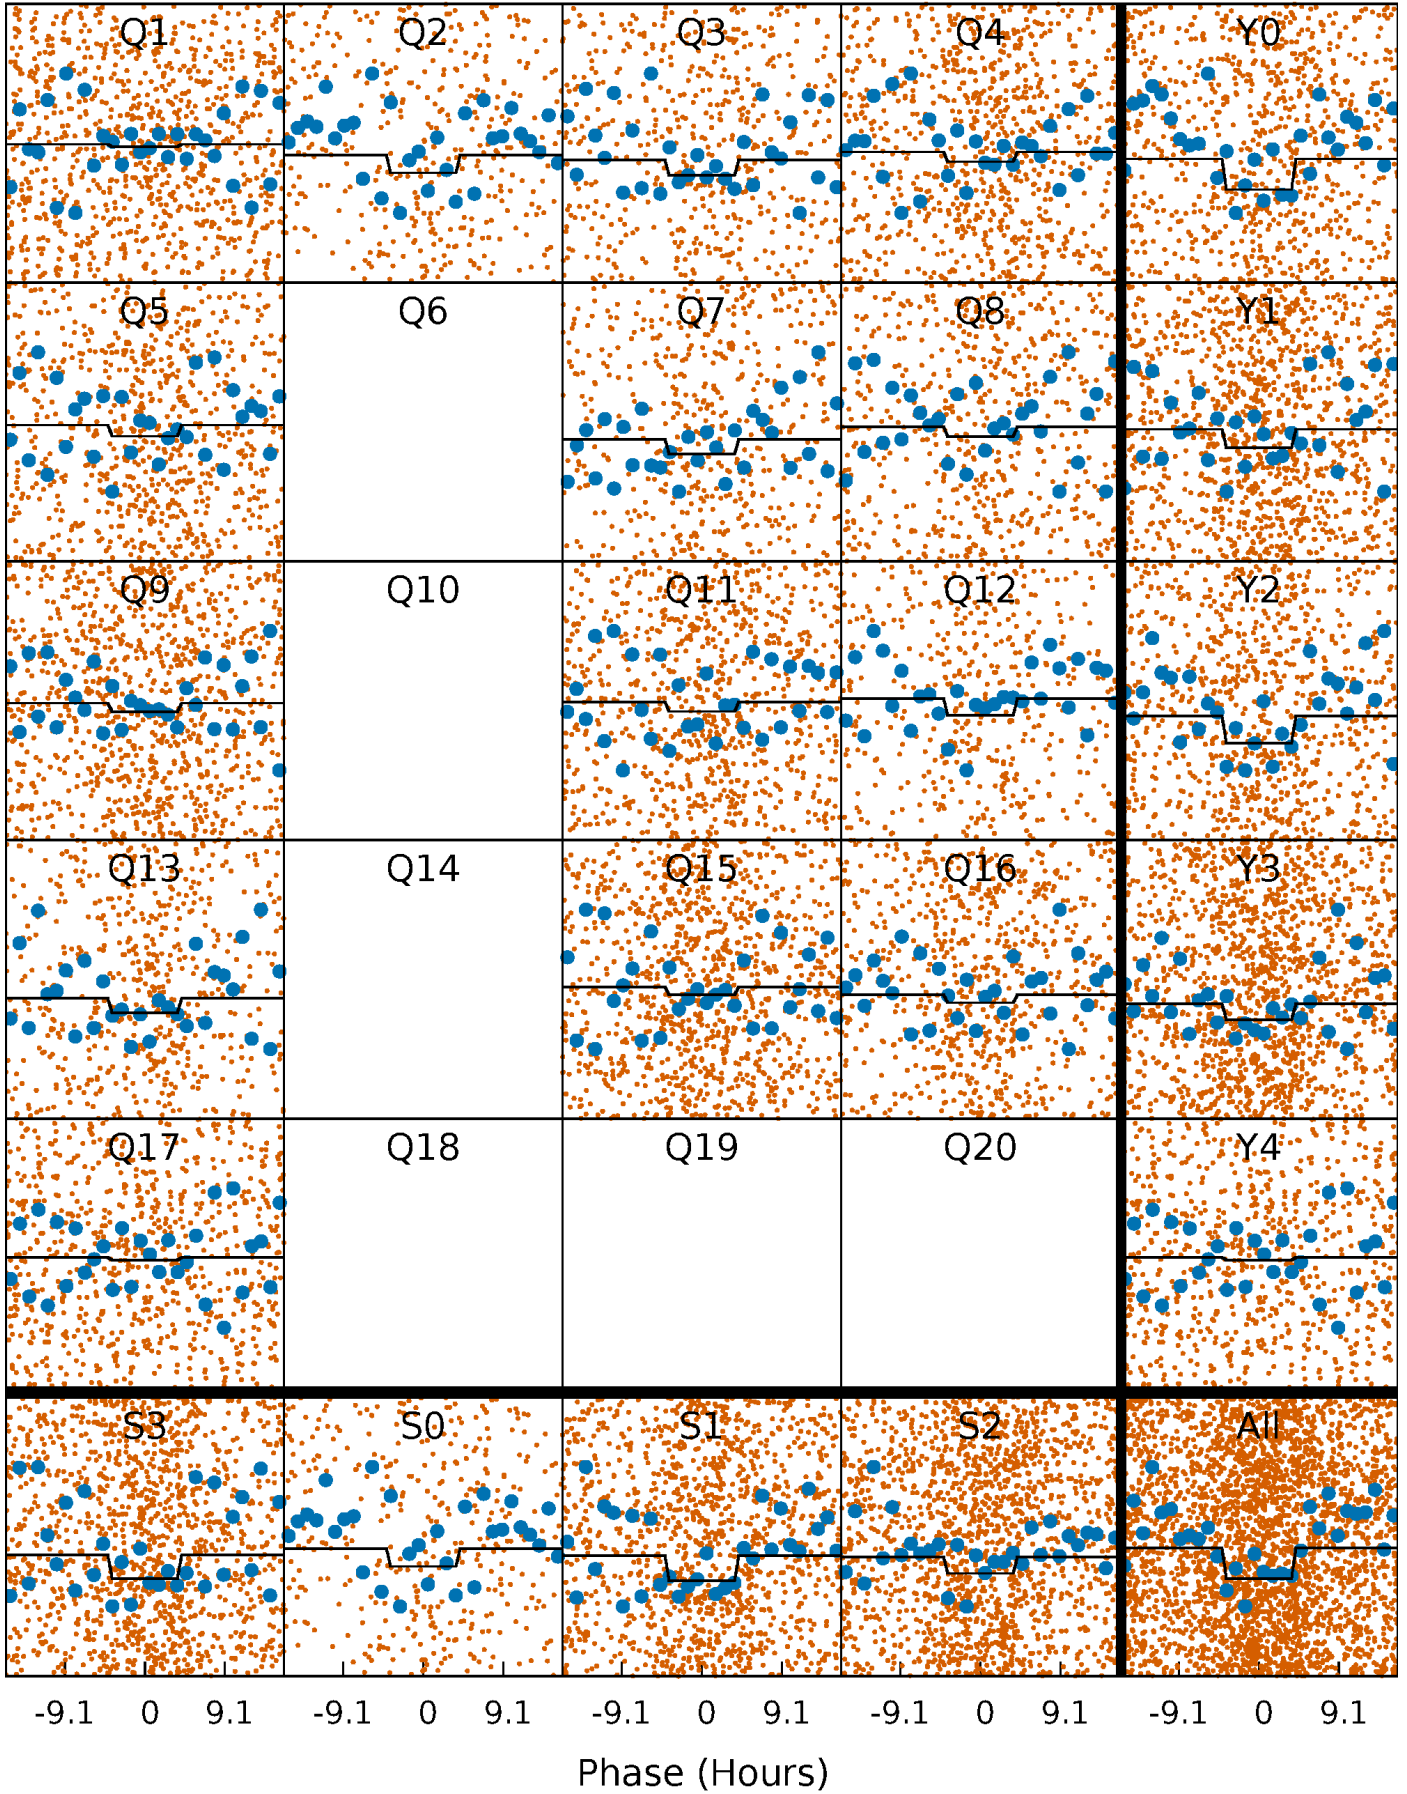 Q1 Q2 Q3 Q4 Y0
Q5 Q6 Q7 Q8 Y1
Q9 Q10 Q11 Q12 Y2
Q13 Q14 Q15 Q16 Y3
Q17 Q18 Q19 Q20 Y4
S3 S0 S1 S2 All
-9.1 0 9.1 -9.1 0 9.1 -9.1 0 9.1 -9.1 0 9.1 -9.1 0 9.1
Phase (Hours)